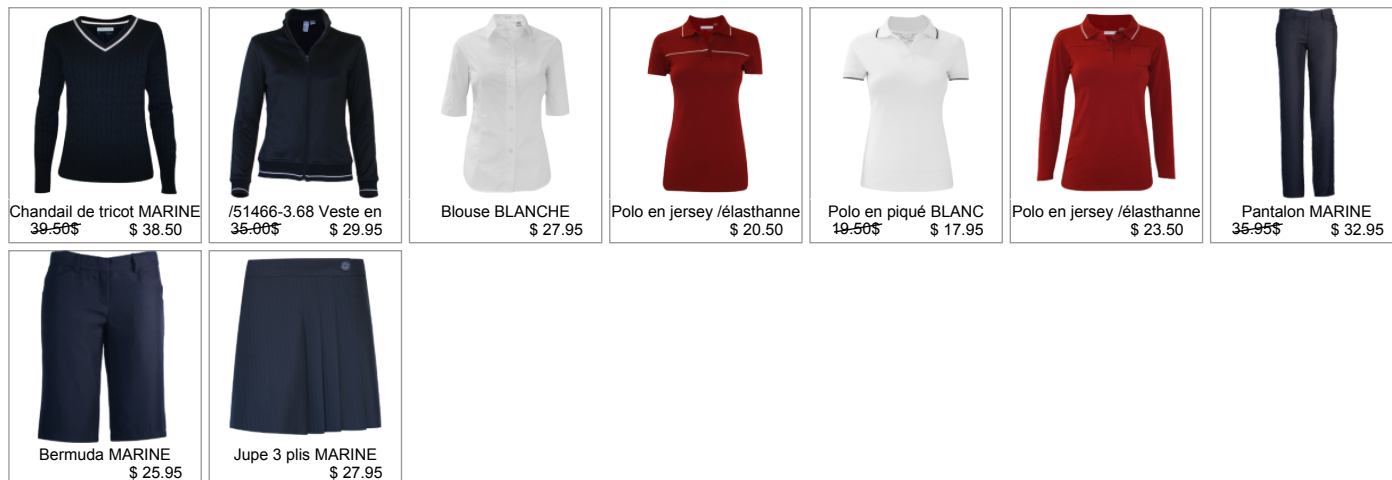 Chandail de tricot MARINE
39.50$ $ 38.50
/51466-3.68 Veste en
35.00$ $ 29.95
Blouse BLANCHE
$ 27.95
Polo en jersey /élasthanne
$ 20.50
Polo en piqué BLANC
19.50$ $ 17.95
Polo en jersey /élasthanne
$ 23.50
Pantalon MARINE
35.95$ $ 32.95
Bermuda MARINE
$ 25.95
Jupe 3 plis MARINE
$ 27.95